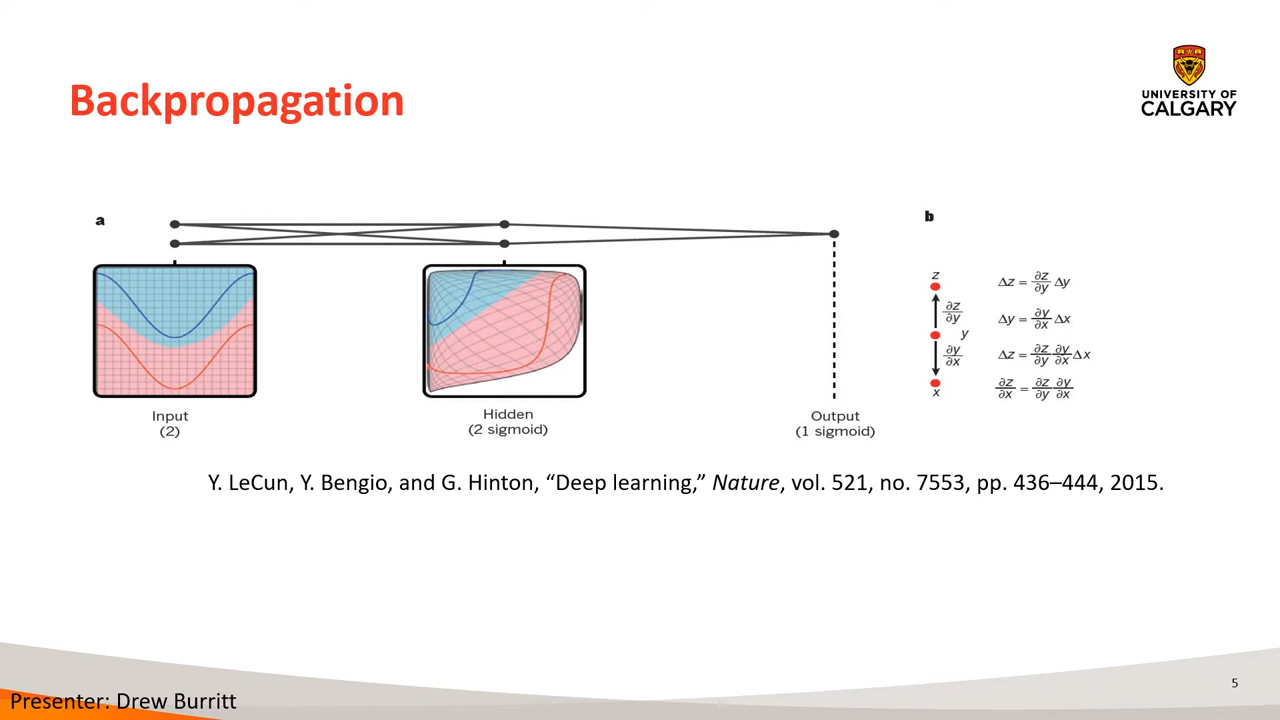 Backpropagation
UNIVERSITY OF
CALGARY
a
Input
(2)
Hidden
(2 sigmoid)
Output
(1 sigmoid)
b
z
∂z/∂y
y
∂y/∂x
x
Δz = ∂z/∂y Δy
Δy = ∂y/∂x Δx
Δz = ∂z/∂y ∂y/∂x Δx
∂z/∂x = ∂z/∂y ∂y/∂x
Y. LeCun, Y. Bengio, and G. Hinton, “Deep learning,” Nature, vol. 521, no. 7553, pp. 436–444, 2015.
Presenter: Drew Burritt
5